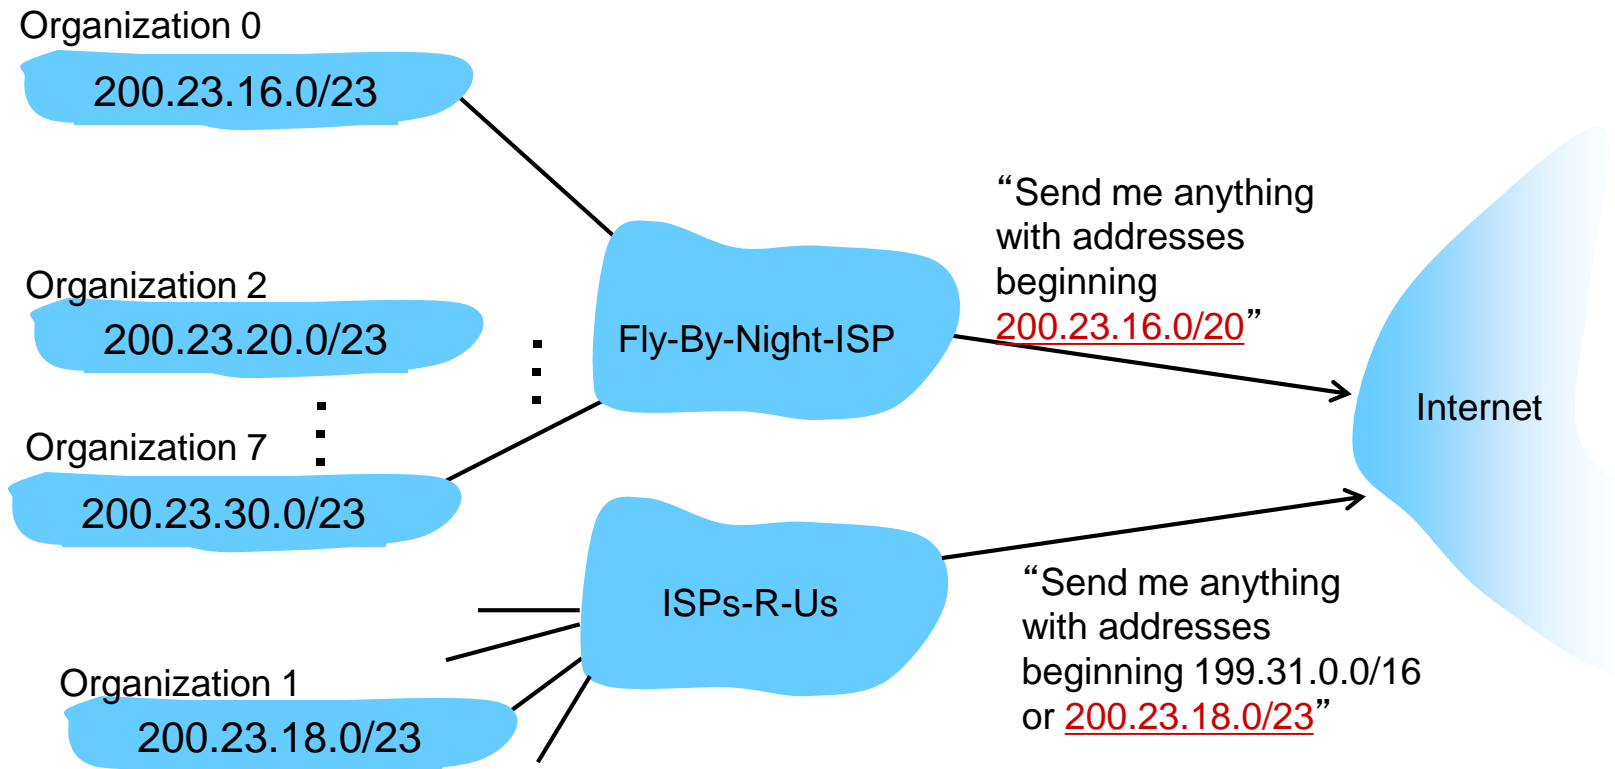 Organization 0
200.23.16.0/23
Organization 2
200.23.20.0/23
Organization 7
200.23.30.0/23
Organization 1
200.23.18.0/23
Fly-By-Night-ISP
ISPs-R-Us
“Send me anything
with addresses
beginning
200.23.16.0/20”
“Send me anything
with addresses
beginning 199.31.0.0/16
or 200.23.18.0/23”
Internet